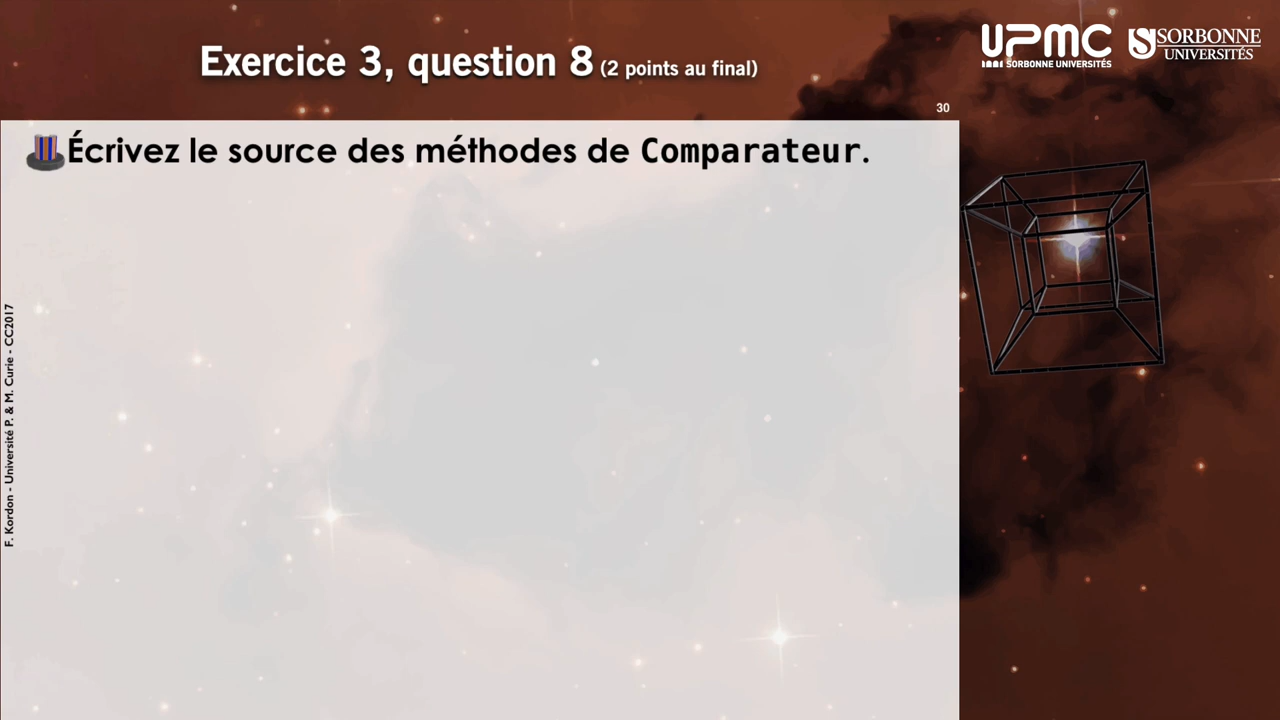 Exercice 3, question 8 (2 points au final)
UPMC
SORBONNE UNIVERSITÉS
SORBONNE
UNIVERSITÉS
30
Écrivez le source des méthodes de Comparateur.
F. Kordon - Université P. & M. Curie - CC2017